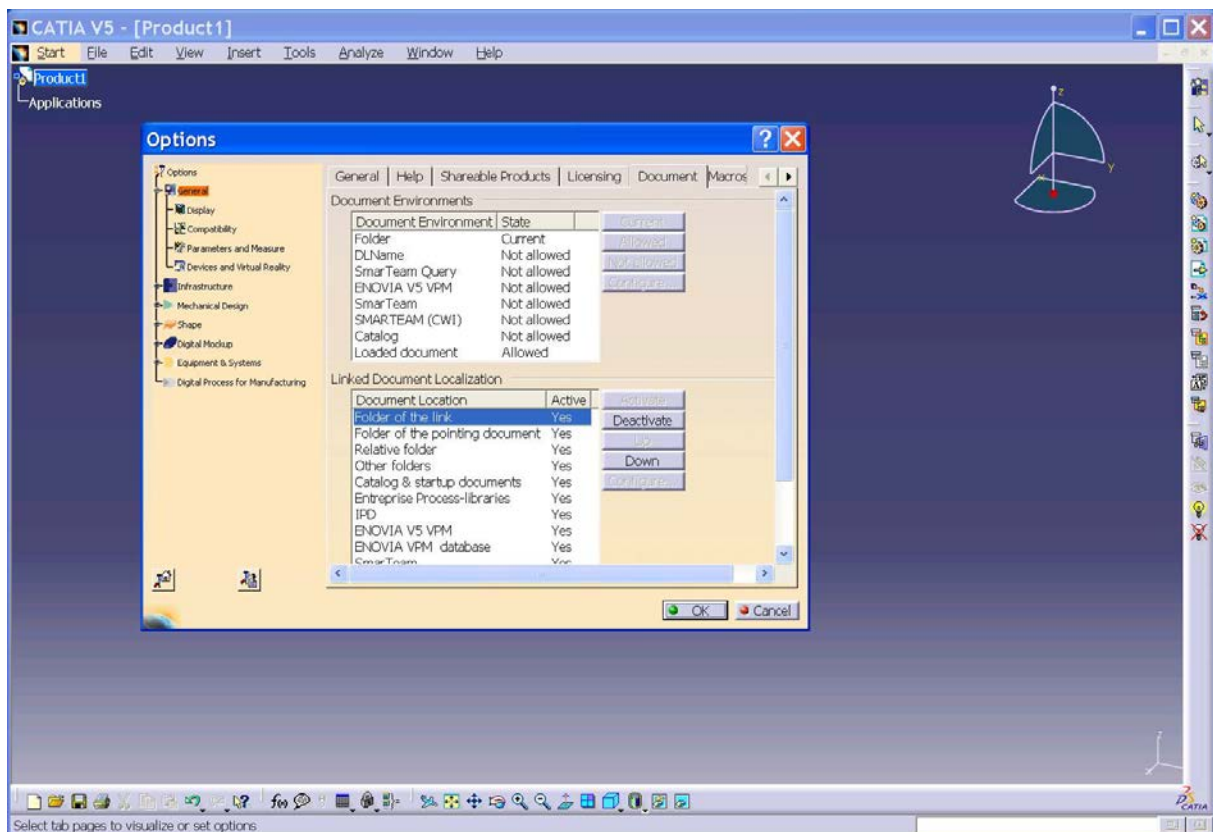 CATIA V5 - [Product1]
Start File Edit View Insert Tools Analyze Window Help
Product1
Applications
z
y
x
Options
Options
General
Display
Compatibility
Parameters and Measure
Devices and Virtual Reality
Infrastructure
Mechanical Design
Shape
Digital Mockup
Equipment & Systems
Digital Process for Manufacturing
General Help Shareable Products Licensing Document Macros
Document Environments
Document Environment State
Folder Current
DLName Not allowed
SmarTeam Query Not allowed
ENOVIA V5 VPM Not allowed
SmarTeam Not allowed
SMARTEAM (CWI) Not allowed
Catalog Not allowed
Loaded document Allowed
Current
Allowed
Not allowed
Configure...
Linked Document Localization
Document Location Active
Folder of the link Yes
Folder of the pointing document Yes
Relative folder Yes
Other folders Yes
Catalog & startup documents Yes
Entreprise Process-libraries Yes
IPD Yes
ENOVIA V5 VPM Yes
ENOVIA VPM database Yes
SmarTeam Yes
Activate
Deactivate
Up
Down
Configure...
OK Cancel
z
x
f(x)
CATIA
Select tab pages to visualize or set options